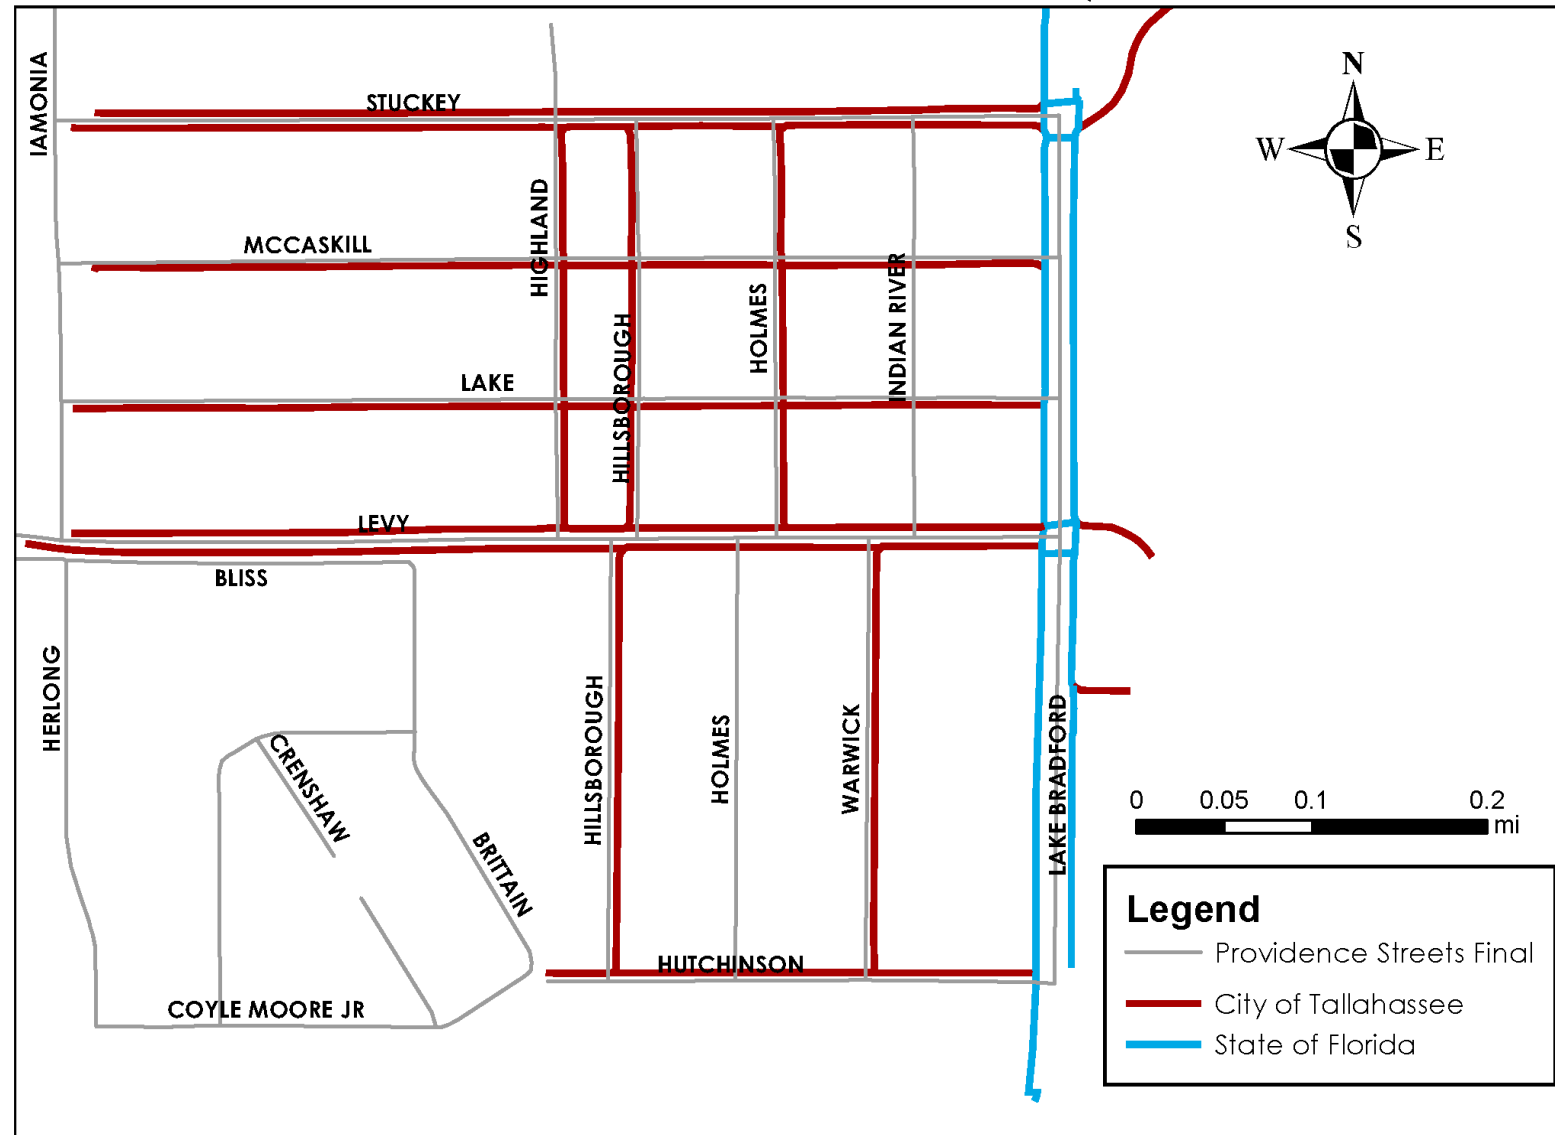 N
W
E
S
IAMONIA
STUCKEY
MCCASKILL
HIGHLAND
HILLSBOROUGH
HOLMES
INDIAN RIVER
LAKE
LEVY
BLISS
HERLONG
CRENSHAW
BRITTAIN
HILLSBOROUGH
HOLMES
WARWICK
LAKE BRADFORD
HUTCHINSON
COYLE MOORE JR
0 0.05 0.1 0.2
mi
Legend
Providence Streets Final
City of Tallahassee
State of Florida